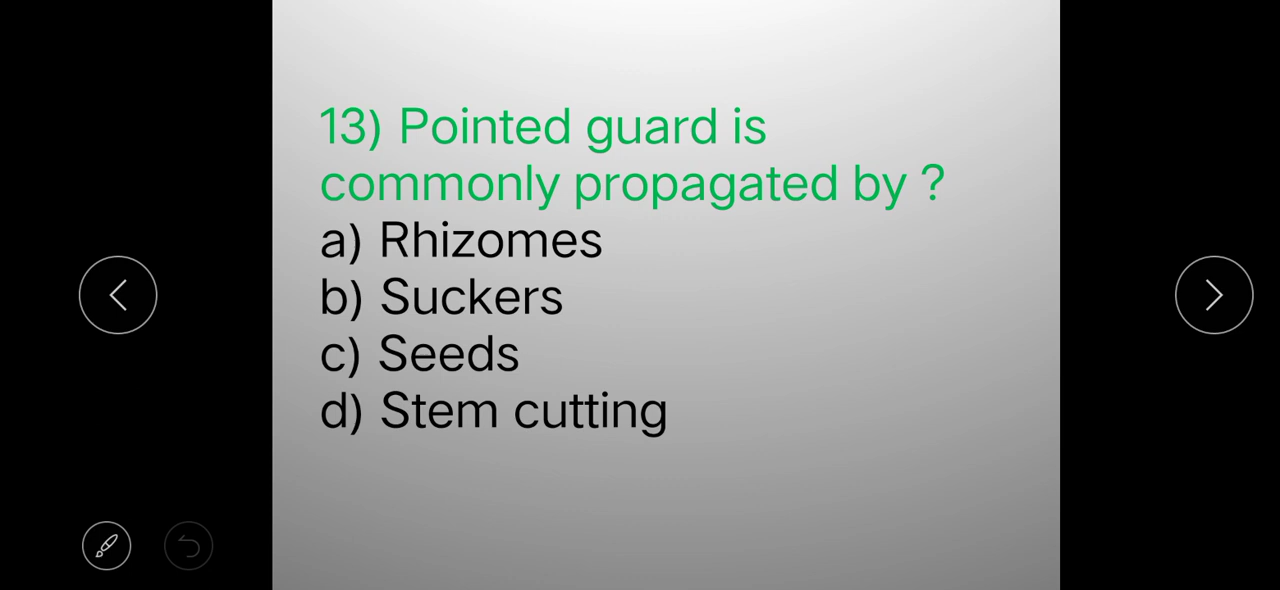 13) Pointed guard is
commonly propagated by ?
a) Rhizomes
b) Suckers
c) Seeds
d) Stem cutting